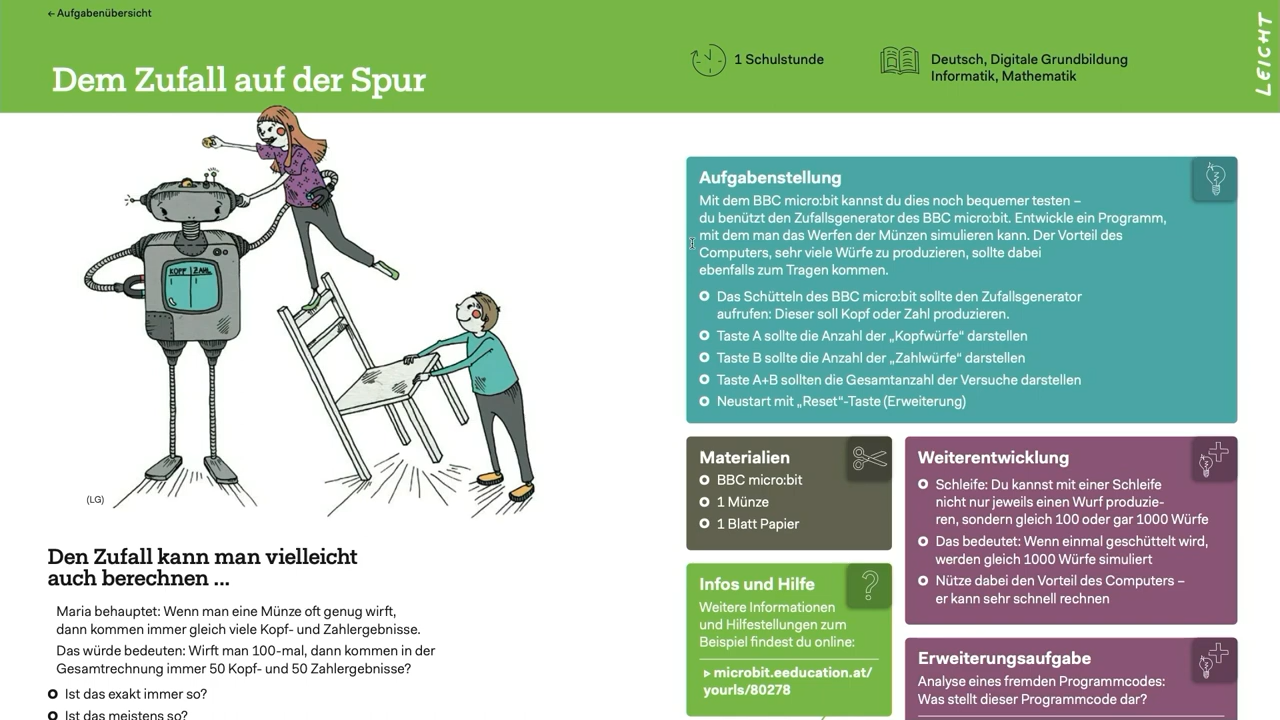 ← Aufgabenübersicht
Dem Zufall auf der Spur
1 Schulstunde
Deutsch, Digitale Grundbildung
Informatik, Mathematik
LEICHT
KOPF ZAHL
(LG)
Den Zufall kann man vielleicht
auch berechnen ...
Maria behauptet: Wenn man eine Münze oft genug wirft,
dann kommen immer gleich viele Kopf- und Zahlergebnisse.
Das würde bedeuten: Wirft man 100-mal, dann kommen in der
Gesamtrechnung immer 50 Kopf- und 50 Zahlergebnisse?
Ist das exakt immer so?
Ist das meistens so?
Aufgabenstellung
Mit dem BBC micro:bit kannst du dies noch bequemer testen –
du benützt den Zufallsgenerator des BBC micro:bit. Entwickle ein Programm,
mit dem man das Werfen der Münzen simulieren kann. Der Vorteil des
Computers, sehr viele Würfe zu produzieren, sollte dabei
ebenfalls zum Tragen kommen.
Das Schütteln des BBC micro:bit sollte den Zufallsgenerator
aufrufen: Dieser soll Kopf oder Zahl produzieren.
Taste A sollte die Anzahl der „Kopfwürfe“ darstellen
Taste B sollte die Anzahl der „Zahlwürfe“ darstellen
Taste A+B sollten die Gesamtanzahl der Versuche darstellen
Neustart mit „Reset“-Taste (Erweiterung)
Materialien
BBC micro:bit
1 Münze
1 Blatt Papier
Infos und Hilfe
Weitere Informationen
und Hilfestellungen zum
Beispiel findest du online:
▹ microbit.eeducation.at/
yourls/80278
Weiterentwicklung
Schleife: Du kannst mit einer Schleife
nicht nur jeweils einen Wurf produzie-
ren, sondern gleich 100 oder gar 1000 Würfe
Das bedeutet: Wenn einmal geschüttelt wird,
werden gleich 1000 Würfe simuliert
Nütze dabei den Vorteil des Computers –
er kann sehr schnell rechnen
Erweiterungsaufgabe
Analyse eines fremden Programmcodes:
Was stellt dieser Programmcode dar?